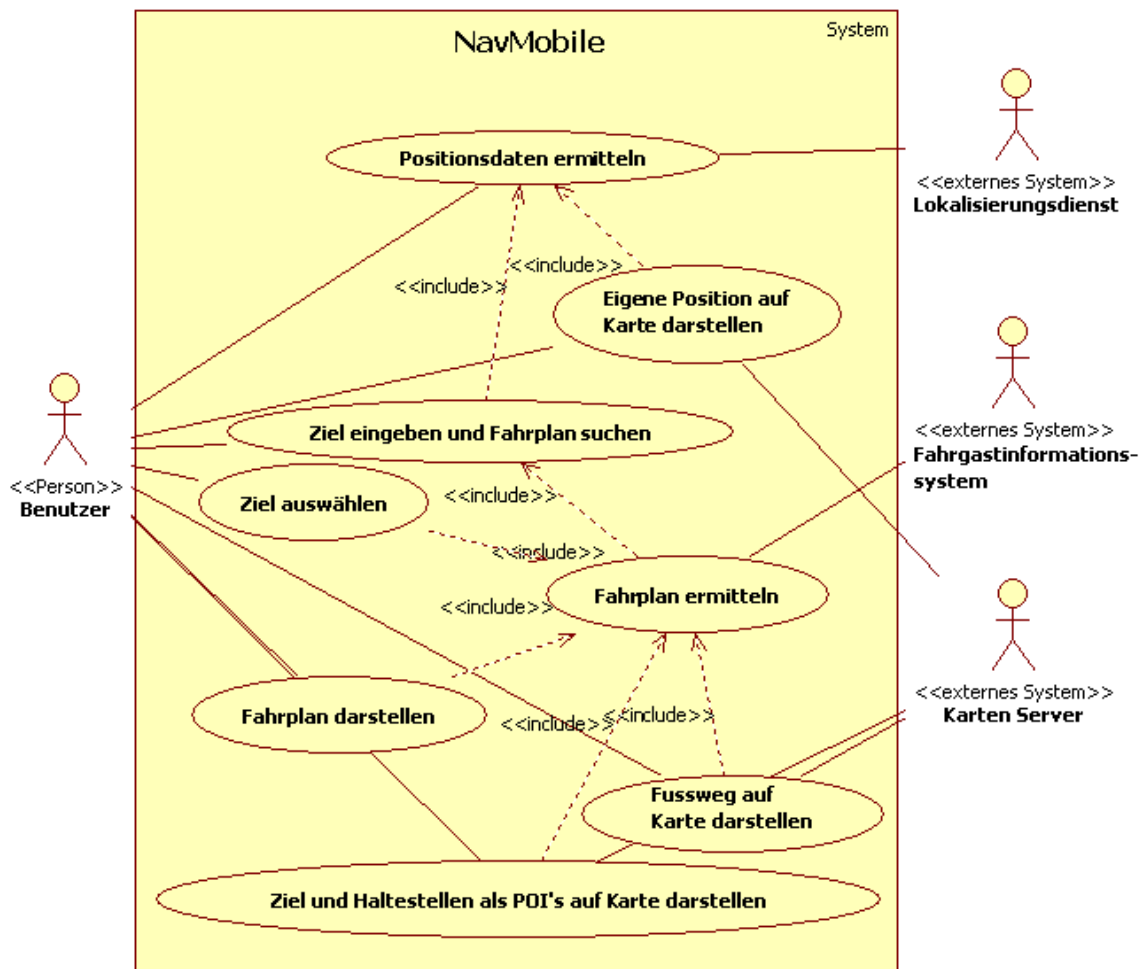 System
NavMobile
Positionsdaten ermitteln
<<externes System>>
Lokalisierungsdienst
<<include>>
<<include>>
Eigene Position auf
Karte darstellen
<<externes System>>
Fahrgastinformations-
system
Ziel eingeben und Fahrplan suchen
<<Person>>
Benutzer
Ziel auswählen
<<include>>
<<include>>
Fahrplan ermitteln
<<include>>
<<externes System>>
Karten Server
Fahrplan darstellen
<<include>>
<<include>>
Fussweg auf
Karte darstellen
Ziel und Haltestellen als POI's auf Karte darstellen